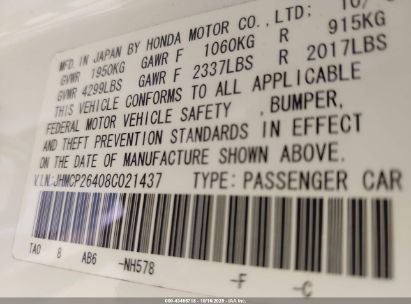 MFD. IN JAPAN BY HONDA MOTOR CO., LTD; 10/
GVWR 1950KG GAWR F 1060KG R 915KG
GVWR 4299LBS GAWR F 2337LBS R 2017LBS
THIS VEHICLE CONFORMS TO ALL APPLICABLE
FEDERAL MOTOR VEHICLE SAFETY , BUMPER,
AND THEFT PREVENTION STANDARDS IN EFFECT
ON THE DATE OF MANUFACTURE SHOWN ABOVE.
V.I.N:JHMCP26408C021437 TYPE: PASSENGER CAR
TA0 8 AB6 -NH578 -F -C